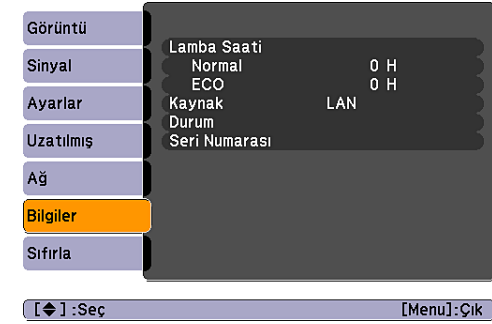 Görüntü
Sinyal
Ayarlar
Uzatılmış
Ağ
Bilgiler
Sıfırla
Lamba Saati
Normal 0 H
ECO 0 H
Kaynak LAN
Durum
Seri Numarası
[◆] :Seç [Menu]:Çık